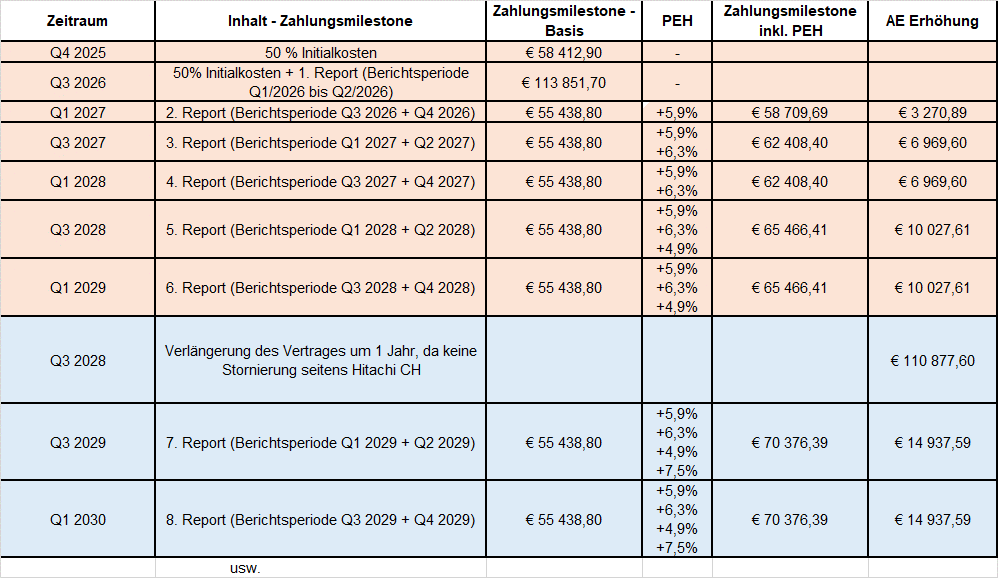 Zeitraum
Inhalt - Zahlungsmilestone
Zahlungsmilestone -
Basis
PEH
Zahlungsmilestone
inkl. PEH
AE Erhöhung
Q4 2025
50 % Initialkosten
€ 58 412,90
-
Q3 2026
50% Initialkosten + 1. Report (Berichtsperiode
Q1/2026 bis Q2/2026)
€ 113 851,70
-
Q1 2027
2. Report (Berichtsperiode Q3 2026 + Q4 2026)
€ 55 438,80
+5,9%
€ 58 709,69
€ 3 270,89
Q3 2027
3. Report (Berichtsperiode Q1 2027 + Q2 2027)
€ 55 438,80
+5,9%
+6,3%
€ 62 408,40
€ 6 969,60
Q1 2028
4. Report (Berichtsperiode Q3 2027 + Q4 2027)
€ 55 438,80
+5,9%
+6,3%
€ 62 408,40
€ 6 969,60
Q3 2028
5. Report (Berichtsperiode Q1 2028 + Q2 2028)
€ 55 438,80
+5,9%
+6,3%
+4,9%
€ 65 466,41
€ 10 027,61
Q1 2029
6. Report (Berichtsperiode Q3 2028 + Q4 2028)
€ 55 438,80
+5,9%
+6,3%
+4,9%
€ 65 466,41
€ 10 027,61
Q3 2028
Verlängerung des Vertrages um 1 Jahr, da keine
Stornierung seitens Hitachi CH
€ 110 877,60
Q3 2029
7. Report (Berichtsperiode Q1 2029 + Q2 2029)
€ 55 438,80
+5,9%
+6,3%
+4,9%
+7,5%
€ 70 376,39
€ 14 937,59
Q1 2030
8. Report (Berichtsperiode Q3 2029 + Q4 2029)
€ 55 438,80
+5,9%
+6,3%
+4,9%
+7,5%
€ 70 376,39
€ 14 937,59
usw.